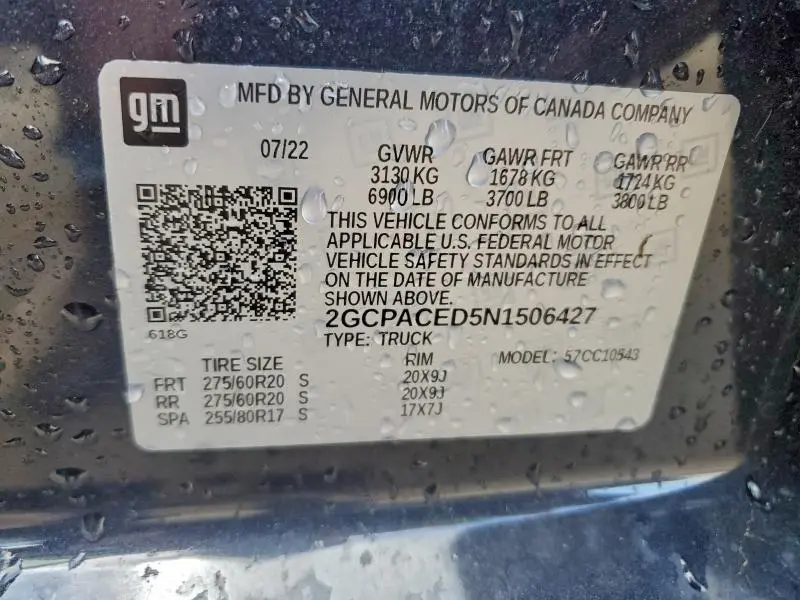 gm
MFD BY GENERAL MOTORS OF CANADA COMPANY
07/22 GVWR GAWR FRT GAWR RR
3130 KG 1678 KG 1724 KG
6900 LB 3700 LB 3800 LB
THIS VEHICLE CONFORMS TO ALL
APPLICABLE U.S. FEDERAL MOTOR
VEHICLE SAFETY STANDARDS IN EFFECT
ON THE DATE OF MANUFACTURE
SHOWN ABOVE.
618G
2GCPACED5N1506427
TYPE: TRUCK MODEL: 57CC10543
TIRE SIZE RIM
FRT 275/60R20 S 20X9J
RR 275/60R20 S 20X9J
SPA 255/80R17 S 17X7J